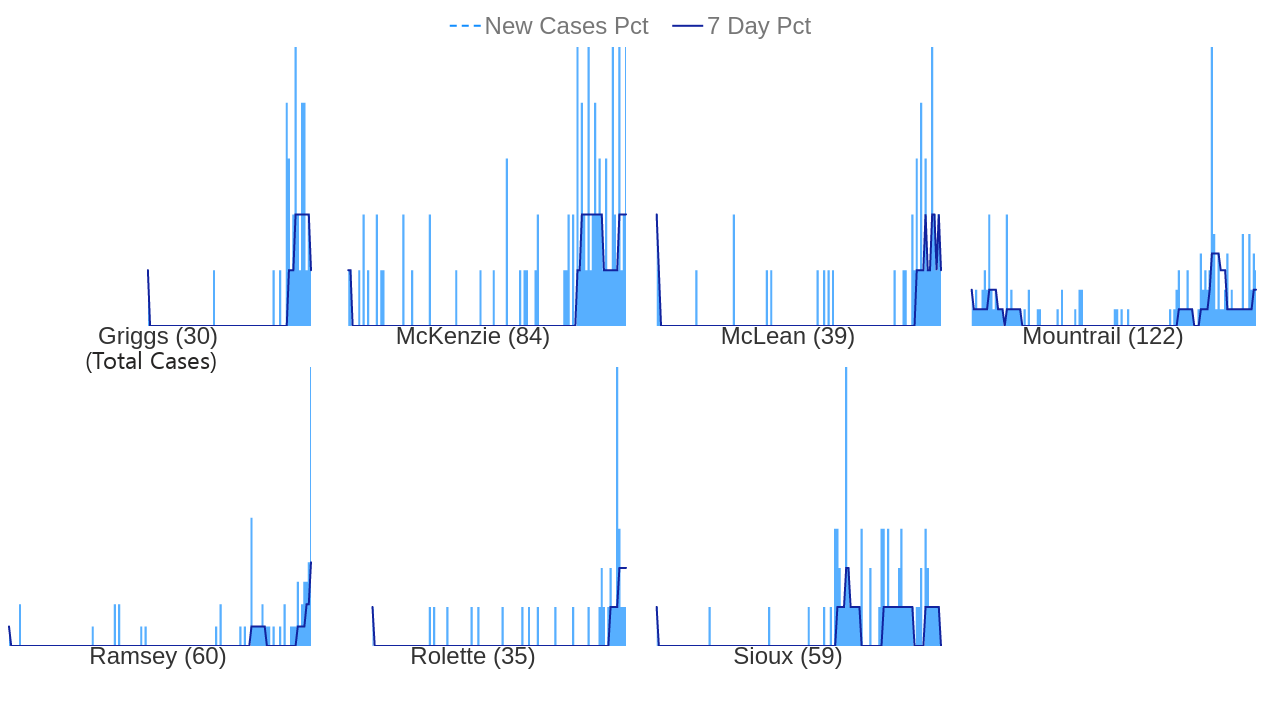 New Cases Pct 7 Day Pct
Griggs (30) McKenzie (84) McLean (39) Mountrail (122)
(Total Cases)
Ramsey (60) Rolette (35) Sioux (59)